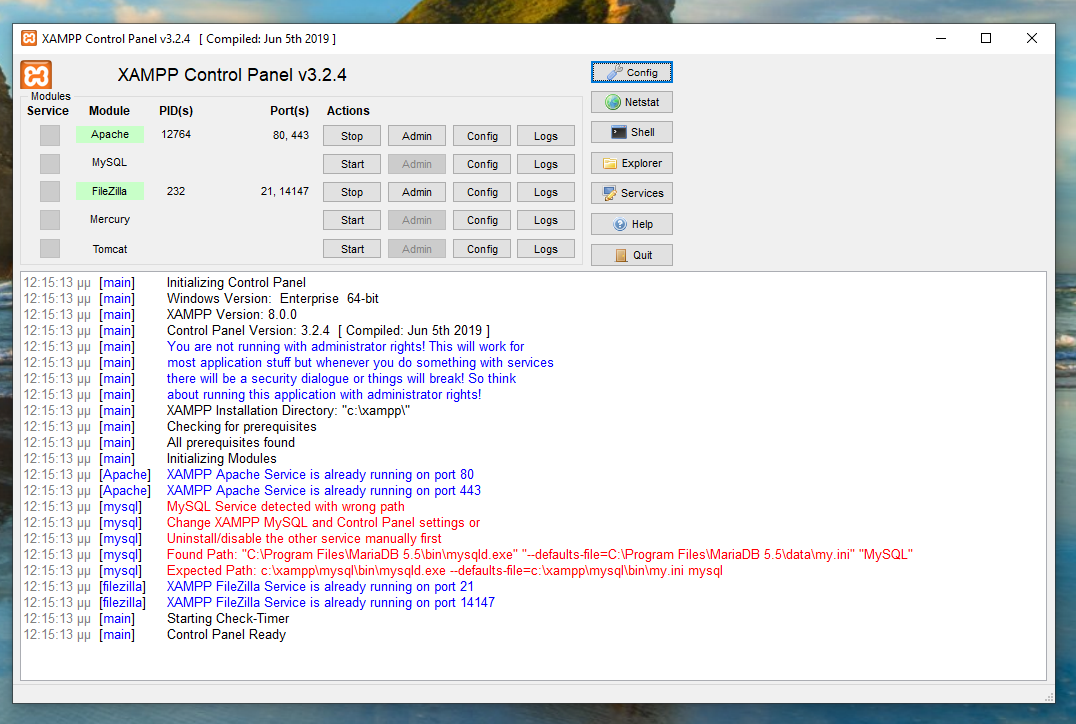 XAMPP Control Panel v3.2.4 [ Compiled: Jun 5th 2019 ]
XAMPP Control Panel v3.2.4
Config
Modules
Service Module PID(s) Port(s) Actions
Netstat
Apache 12764 80, 443 Stop Admin Config Logs
Shell
MySQL Start Admin Config Logs
Explorer
FileZilla 232 21, 14147 Stop Admin Config Logs
Services
Mercury Start Admin Config Logs
Help
Tomcat Start Admin Config Logs
Quit
12:15:13 μμ [main] Initializing Control Panel
12:15:13 μμ [main] Windows Version: Enterprise 64-bit
12:15:13 μμ [main] XAMPP Version: 8.0.0
12:15:13 μμ [main] Control Panel Version: 3.2.4 [ Compiled: Jun 5th 2019 ]
12:15:13 μμ [main] You are not running with administrator rights! This will work for
12:15:13 μμ [main] most application stuff but whenever you do something with services
12:15:13 μμ [main] there will be a security dialogue or things will break! So think
12:15:13 μμ [main] about running this application with administrator rights!
12:15:13 μμ [main] XAMPP Installation Directory: "c:\xampp\"
12:15:13 μμ [main] Checking for prerequisites
12:15:13 μμ [main] All prerequisites found
12:15:13 μμ [main] Initializing Modules
12:15:13 μμ [Apache] XAMPP Apache Service is already running on port 80
12:15:13 μμ [Apache] XAMPP Apache Service is already running on port 443
12:15:13 μμ [mysql] MySQL Service detected with wrong path
12:15:13 μμ [mysql] Change XAMPP MySQL and Control Panel settings or
12:15:13 μμ [mysql] Uninstall/disable the other service manually first
12:15:13 μμ [mysql] Found Path: "C:\Program Files\MariaDB 5.5\bin\mysqld.exe" "--defaults-file=C:\Program Files\MariaDB 5.5\data\my.ini" "MySQL"
12:15:13 μμ [mysql] Expected Path: c:\xampp\mysql\bin\mysqld.exe --defaults-file=c:\xampp\mysql\bin\my.ini mysql
12:15:13 μμ [filezilla] XAMPP FileZilla Service is already running on port 21
12:15:13 μμ [filezilla] XAMPP FileZilla Service is already running on port 14147
12:15:13 μμ [main] Starting Check-Timer
12:15:13 μμ [main] Control Panel Ready